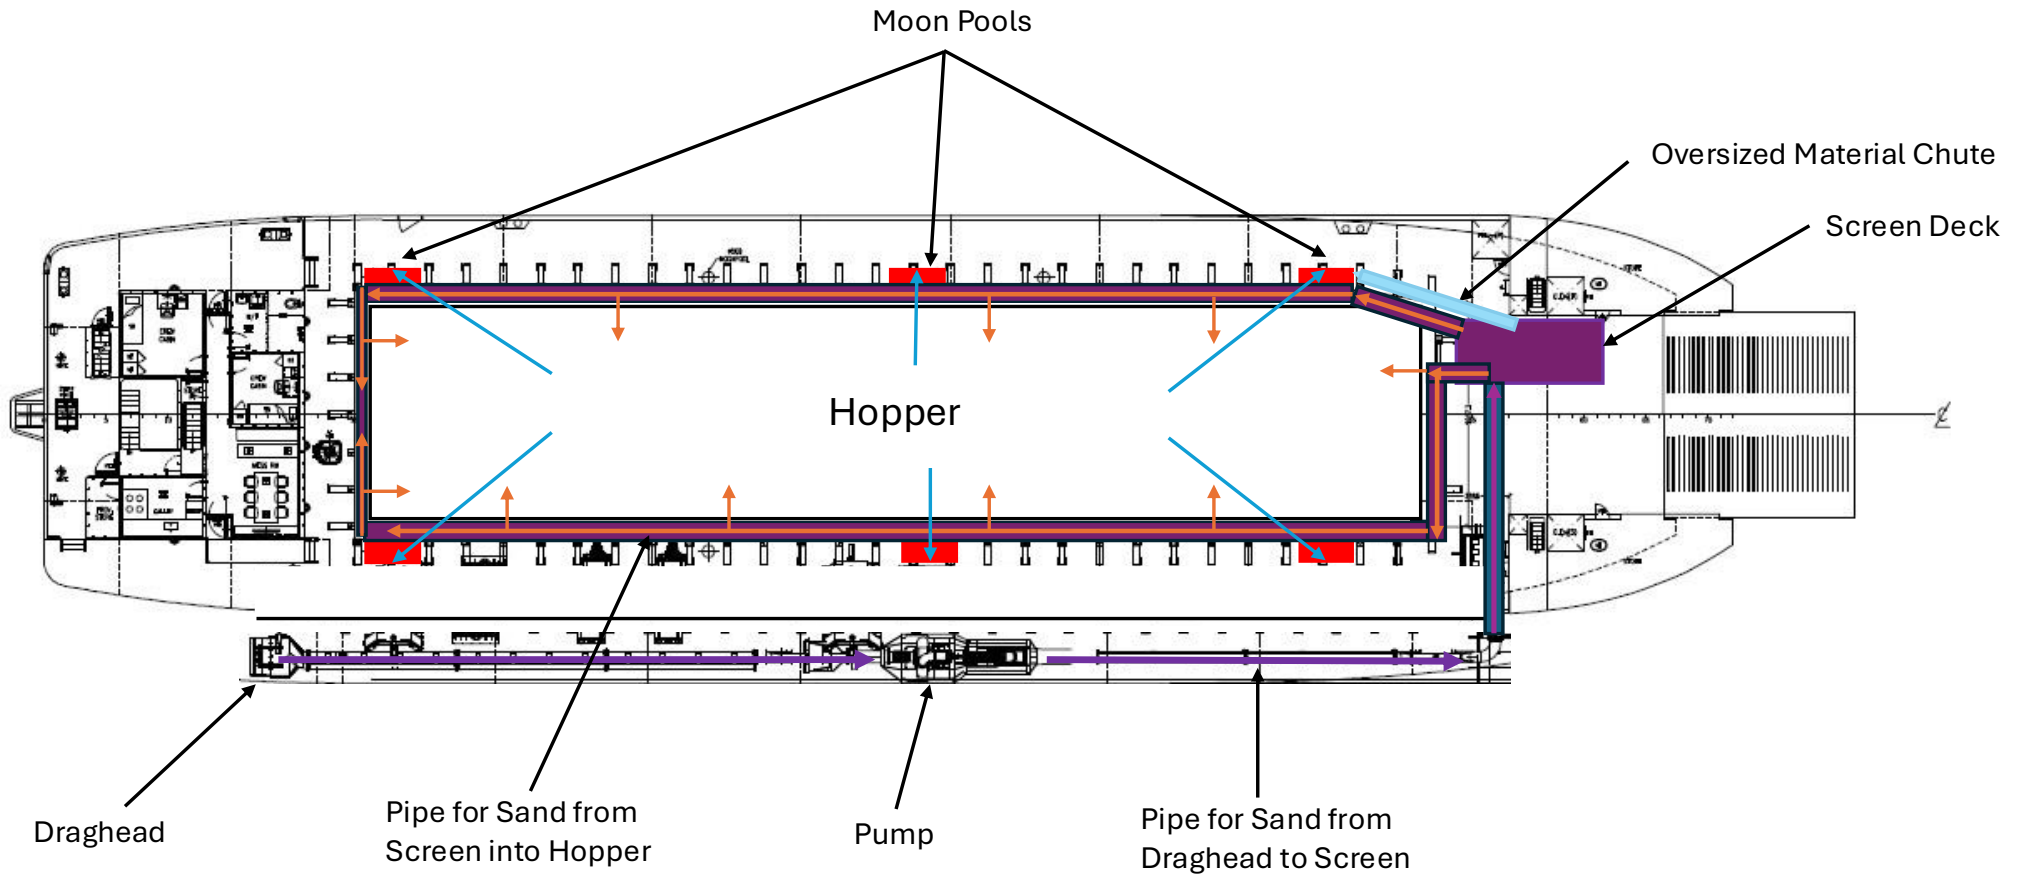 Moon Pools
Oversized Material Chute
Screen Deck
Hopper
Draghead
Pipe for Sand from
Screen into Hopper
Pump
Pipe for Sand from
Draghead to Screen